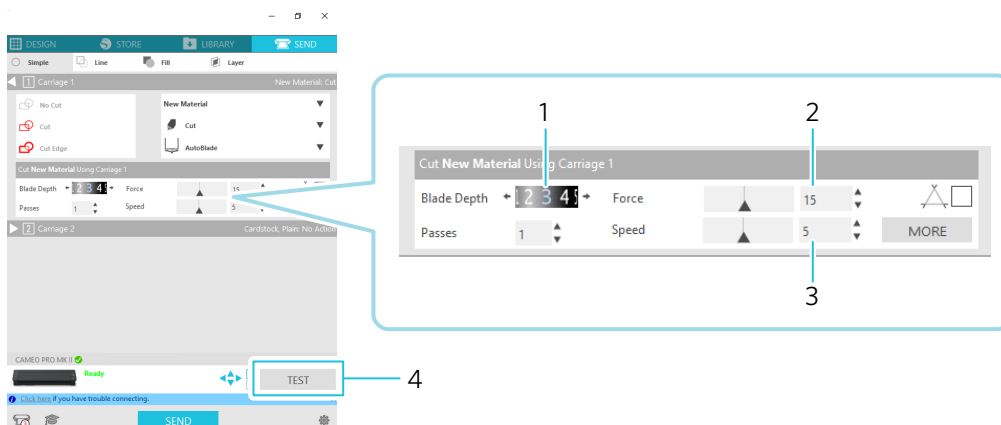 DESIGN STORE LIBRARY SEND
Simple Line Fill Layer
1 Carriage 1 New Material: Cut
No Cut
Cut
Cut Edge
New Material
Cut
AutoBlade
Cut New Material Using Carriage 1
Blade Depth 2 3 4 Force 15
Passes 1 Speed 5
2 Carriage 2 Cardstock, Plain: No Action
CAMEO PRO MK II
Ready
TEST
Click here if you have trouble connecting.
SEND
1 2
Cut New Material Using Carriage 1
Blade Depth 1 2 3 4 5 Force 15
Passes 1 Speed 5 MORE
3
4